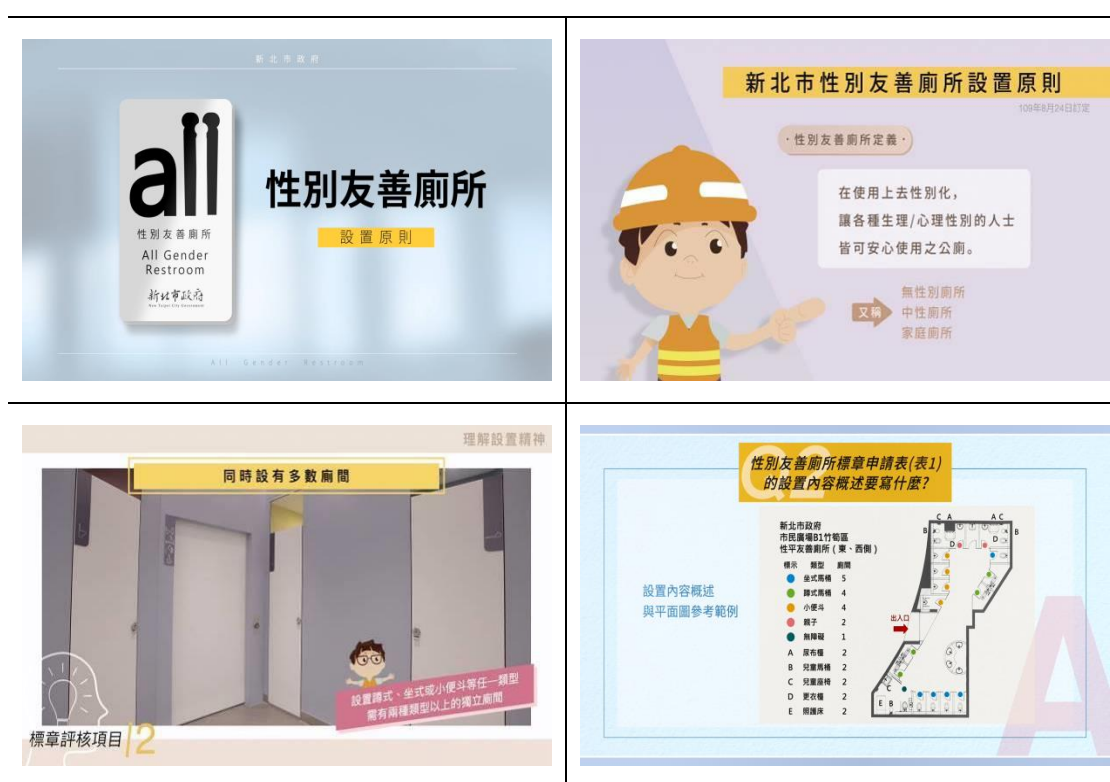 新北市政府
all
性別友善廁所
All Gender
Restroom
新北市政府
性別友善廁所
設置原則
All Gender Restroom
新北市性別友善廁所設置原則
109年8月24日訂定
·性別友善廁所定義·
在使用上去性別化，
讓各種生理/心理性別的人士
皆可安心使用之公廁。
又稱
無性別廁所
中性廁所
家庭廁所
理解設置精神
同時設有多數廁間
設置蹲式、坐式或小便斗等任一類型
需有兩種類型以上的獨立廁間
標章評核項目 2
Q2
性別友善廁所標章申請表(表1)
的設置內容概述要寫什麼?
設置內容概述
與平面圖參考範例
新北市政府
市民廣場B1竹筍區
性平友善廁所（東、西側）
標示 類型 廁間
坐式馬桶 5
蹲式馬桶 4
小便斗 4
親子 2
無障礙 1
A 尿布檯 2
B 兒童馬桶 2
C 兒童座椅 2
D 更衣檯 2
E 照護床 2
C A A C
B B
D D
出入口
C
E B
A